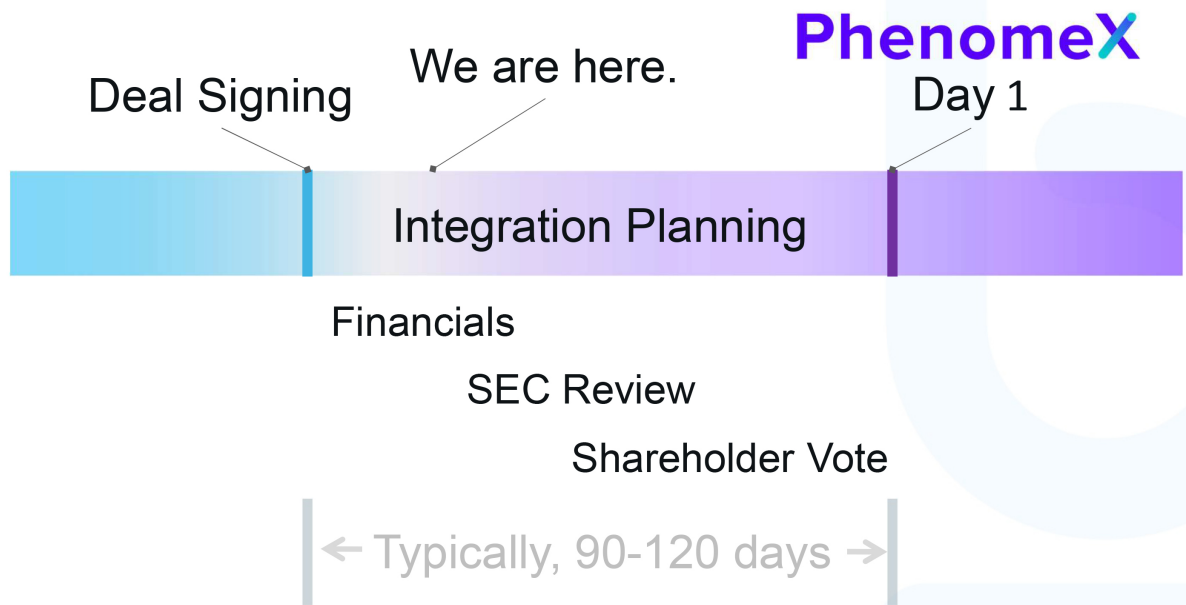 PhenomeX
We are here.
Deal Signing
Day 1
Integration Planning
Financials
SEC Review
Shareholder Vote
Typically, 90-120 days